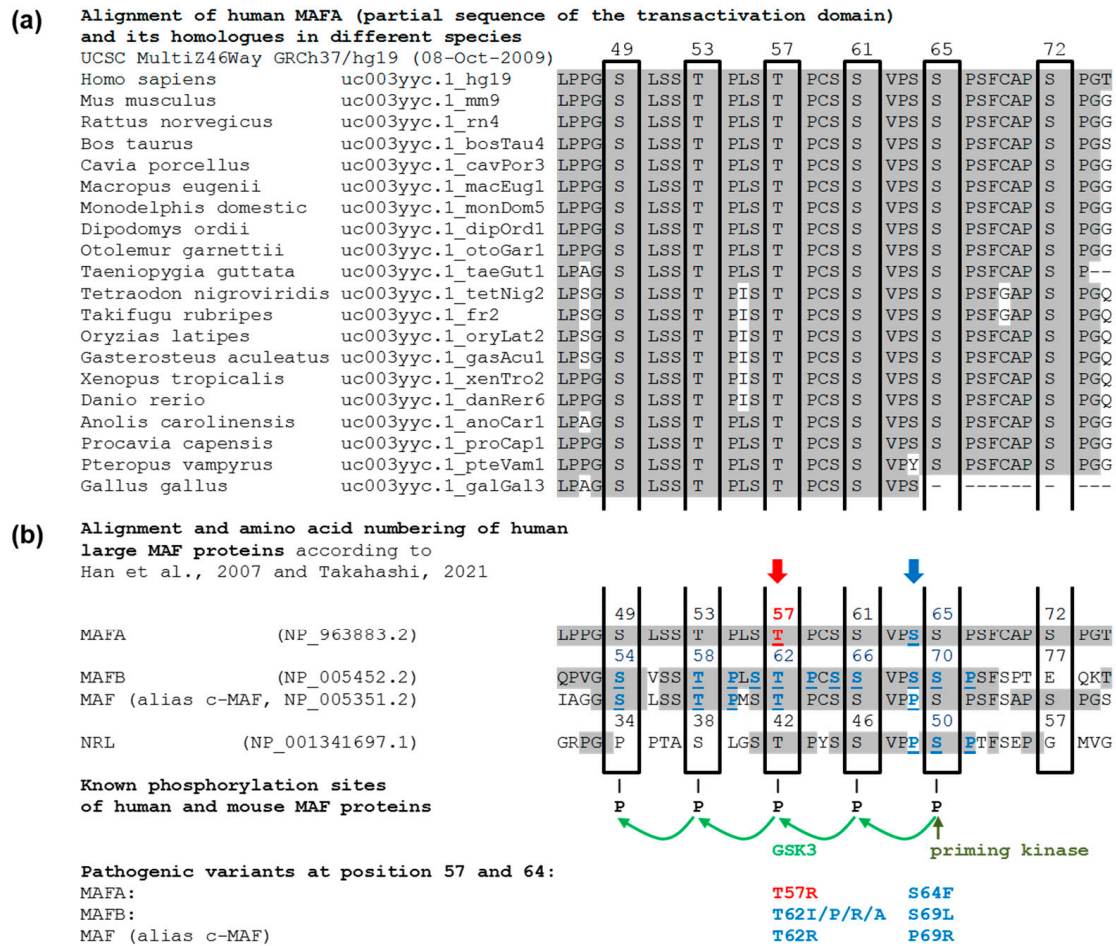 (a) Alignment of human MAFA (partial sequence of the transactivation domain)
and its homologues in different species
UCSC MultiZ46Way GRCh37/hg19 (08-Oct-2009) 49 53 57 61 65 72
Homo sapiens uc003yyc.1_hg19 LPPG S LSS T PLS T PCS S VPS S PSFCAP S PGT
Mus musculus uc003yyc.1_mm9 LPPG S LSS T PLS T PCS S VPS S PSFCAP S PGG
Rattus norvegicus uc003yyc.1_rn4 LPPG S LSS T PLS T PCS S VPS S PSFCAP S PGG
Bos taurus uc003yyc.1_bosTau4 LPPG S LSS T PLS T PCS S VPS S PSFCAP S PGS
Cavia porcellus uc003yyc.1_cavPor3 LPPG S LSS T PLS T PCS S VPS S PSFCAP S PGG
Macropus eugenii uc003yyc.1_macEug1 LPPG S LSS T PLS T PCS S VPS S PSFCAP S PGG
Monodelphis domestic uc003yyc.1_monDom5 LPPG S LSS T PLS T PCS S VPS S PSFCAP S PGG
Dipodomys ordii uc003yyc.1_dipOrd1 LPPG S LSS T PLS T PCS S VPS S PSFCAP S PGG
Otolemur garnettii uc003yyc.1_otoGar1 LPPG S LSS T PLS T PCS S VPS S PSFCAP S PGG
Taeniopygia guttata uc003yyc.1_taeGut1 LPAG S LSS T PLS T PCS S VPS S PSFCAP S P--
Tetraodon nigroviridis uc003yyc.1_tetNig2 LPSG S LSS T PIS T PCS S VPS S PSFGAP S PGQ
Takifugu rubripes uc003yyc.1_fr2 LPSG S LSS T PIS T PCS S VPS S PSFGAP S PGQ
Oryzias latipes uc003yyc.1_oryLat2 LPSG S LSS T PIS T PCS S VPS S PSFCAP S PGQ
Gasterosteus aculeatus uc003yyc.1_gasAcu1 LPSG S LSS T PIS T PCS S VPS S PSFCAP S PGQ
Xenopus tropicalis uc003yyc.1_xenTro2 LPPG S LSS T PIS T PCS S VPS S PSFCAP S PGG
Danio rerio uc003yyc.1_danRer6 LPPG S LSS T PIS T PCS S VPS S PSFCAP S PGQ
Anolis carolinensis uc003yyc.1_anoCar1 LPAG S LSS T PLS T PCS S VPS S PSFCAP S PGG
Procavia capensis uc003yyc.1_proCap1 LPPG S LSS T PLS T PCS S VPS S PSFCAP S PGG
Pteropus vampyrus uc003yyc.1_pteVam1 LPPG S LSS T PLS T PCS S VPY S PSFCAP S PGG
Gallus gallus uc003yyc.1_galGal3 LPAG S LSS T PLS T PCS S VPS - ------ - ---
(b) Alignment and amino acid numbering of human
large MAF proteins according to
Han et al., 2007 and Takahashi, 2021
49 53 57 61 65 72
MAFA (NP_963883.2) LPPG S LSS T PLS T PCS S VPS S PSFCAP S PGT
54 58 62 66 70 77
MAFB (NP_005452.2) QPVG S VSS T PLS T PCS S VPS S PSFSPT E QKT
MAF (alias c-MAF, NP_005351.2) IAGG S LSS T PMS T PCS S VPP S PSFSAP S PGS
34 38 42 46 50 57
NRL (NP_001341697.1) GRPG P PTA S LGS T PYS S VPP S PTFSEP G MVG
Known phosphorylation sites
of human and mouse MAF proteins P P P P P
GSK3 priming kinase
Pathogenic variants at position 57 and 64:
MAFA: T57R S64F
MAFB: T62I/P/R/A S69L
MAF (alias c-MAF) T62R P69R